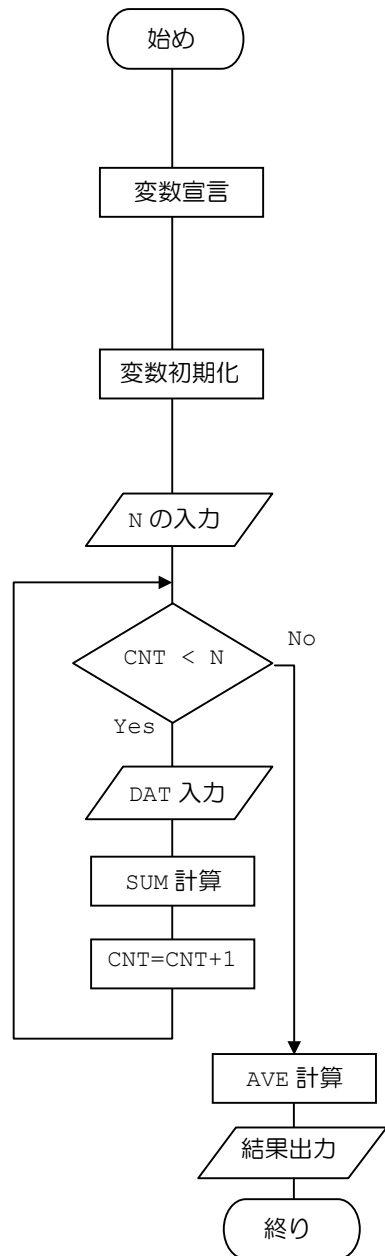 始め
変数宣言
変数初期化
N の入力
CNT < N
No
Yes
DAT 入力
SUM 計算
CNT=CNT+1
AVE 計算
結果出力
終り